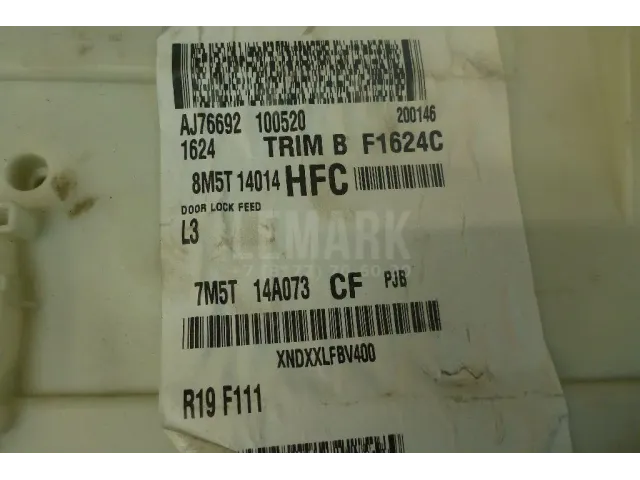 AJ76692 100520 200146
1624 TRIM B F1624C
8M5T 14014 HFC
DOOR LOCK FEED
L3
LEMARK
7M5T 14A073 CF PJB
XNDXXLFBV400
R19 F111